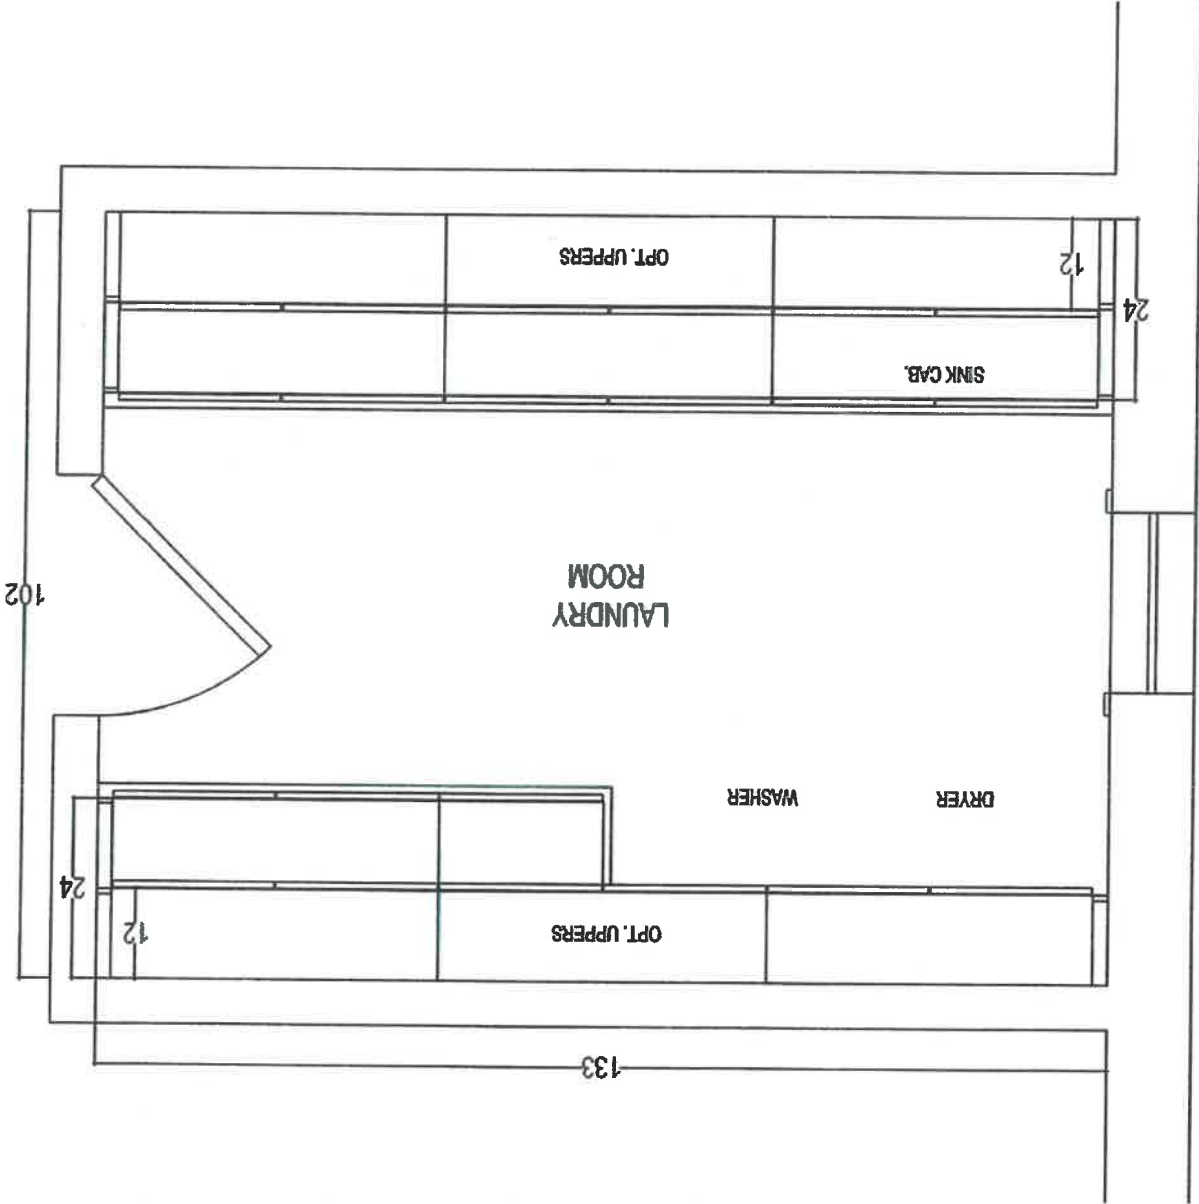 133
OPT. UPPERS
12
24
DRYER
WASHER
LAUNDRY
ROOM
102
SINK CAB.
24
12
OPT. UPPERS